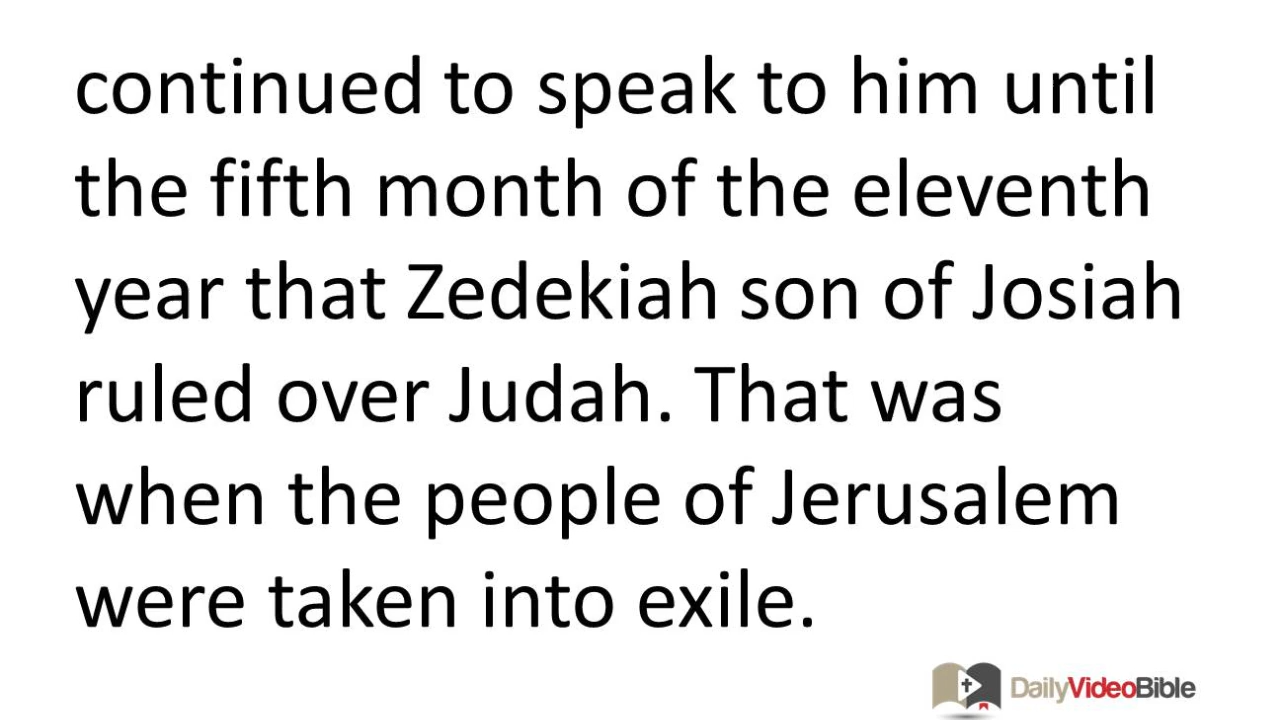 continued to speak to him until
the fifth month of the eleventh
year that Zedekiah son of Josiah
ruled over Judah. That was
when the people of Jerusalem
were taken into exile.
DailyVideoBible